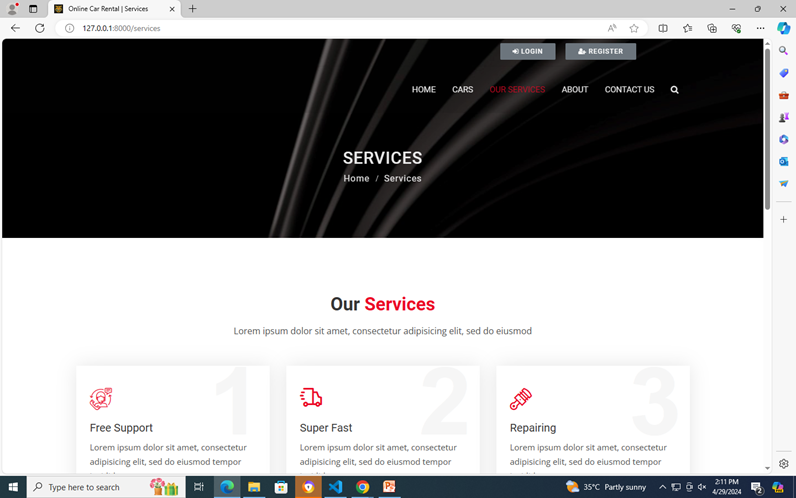 Online Car Rental | Services
127.0.0.1:8000/services
LOGIN
REGISTER
HOME CARS OUR SERVICES ABOUT CONTACT US
SERVICES
Home / Services
Our Services
Lorem ipsum dolor sit amet, consectetur adipisicing elit, sed do eiusmod
1
Free Support
Lorem ipsum dolor sit amet, consectetur
adipisicing elit, sed do eiusmod tempor
2
Super Fast
Lorem ipsum dolor sit amet, consectetur
adipisicing elit, sed do eiusmod tempor
3
Repairing
Lorem ipsum dolor sit amet, consectetur
adipisicing elit, sed do eiusmod tempor
Type here to search
35°C Partly sunny
2:11 PM
4/29/2024
2